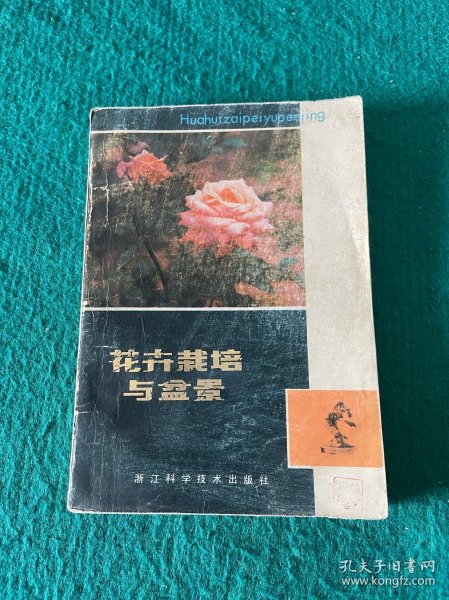 Huahuizaipeiyupenjing
花卉栽培
与盆景
浙江科学技术出版社
孔夫子旧书网
www.kongfz.com